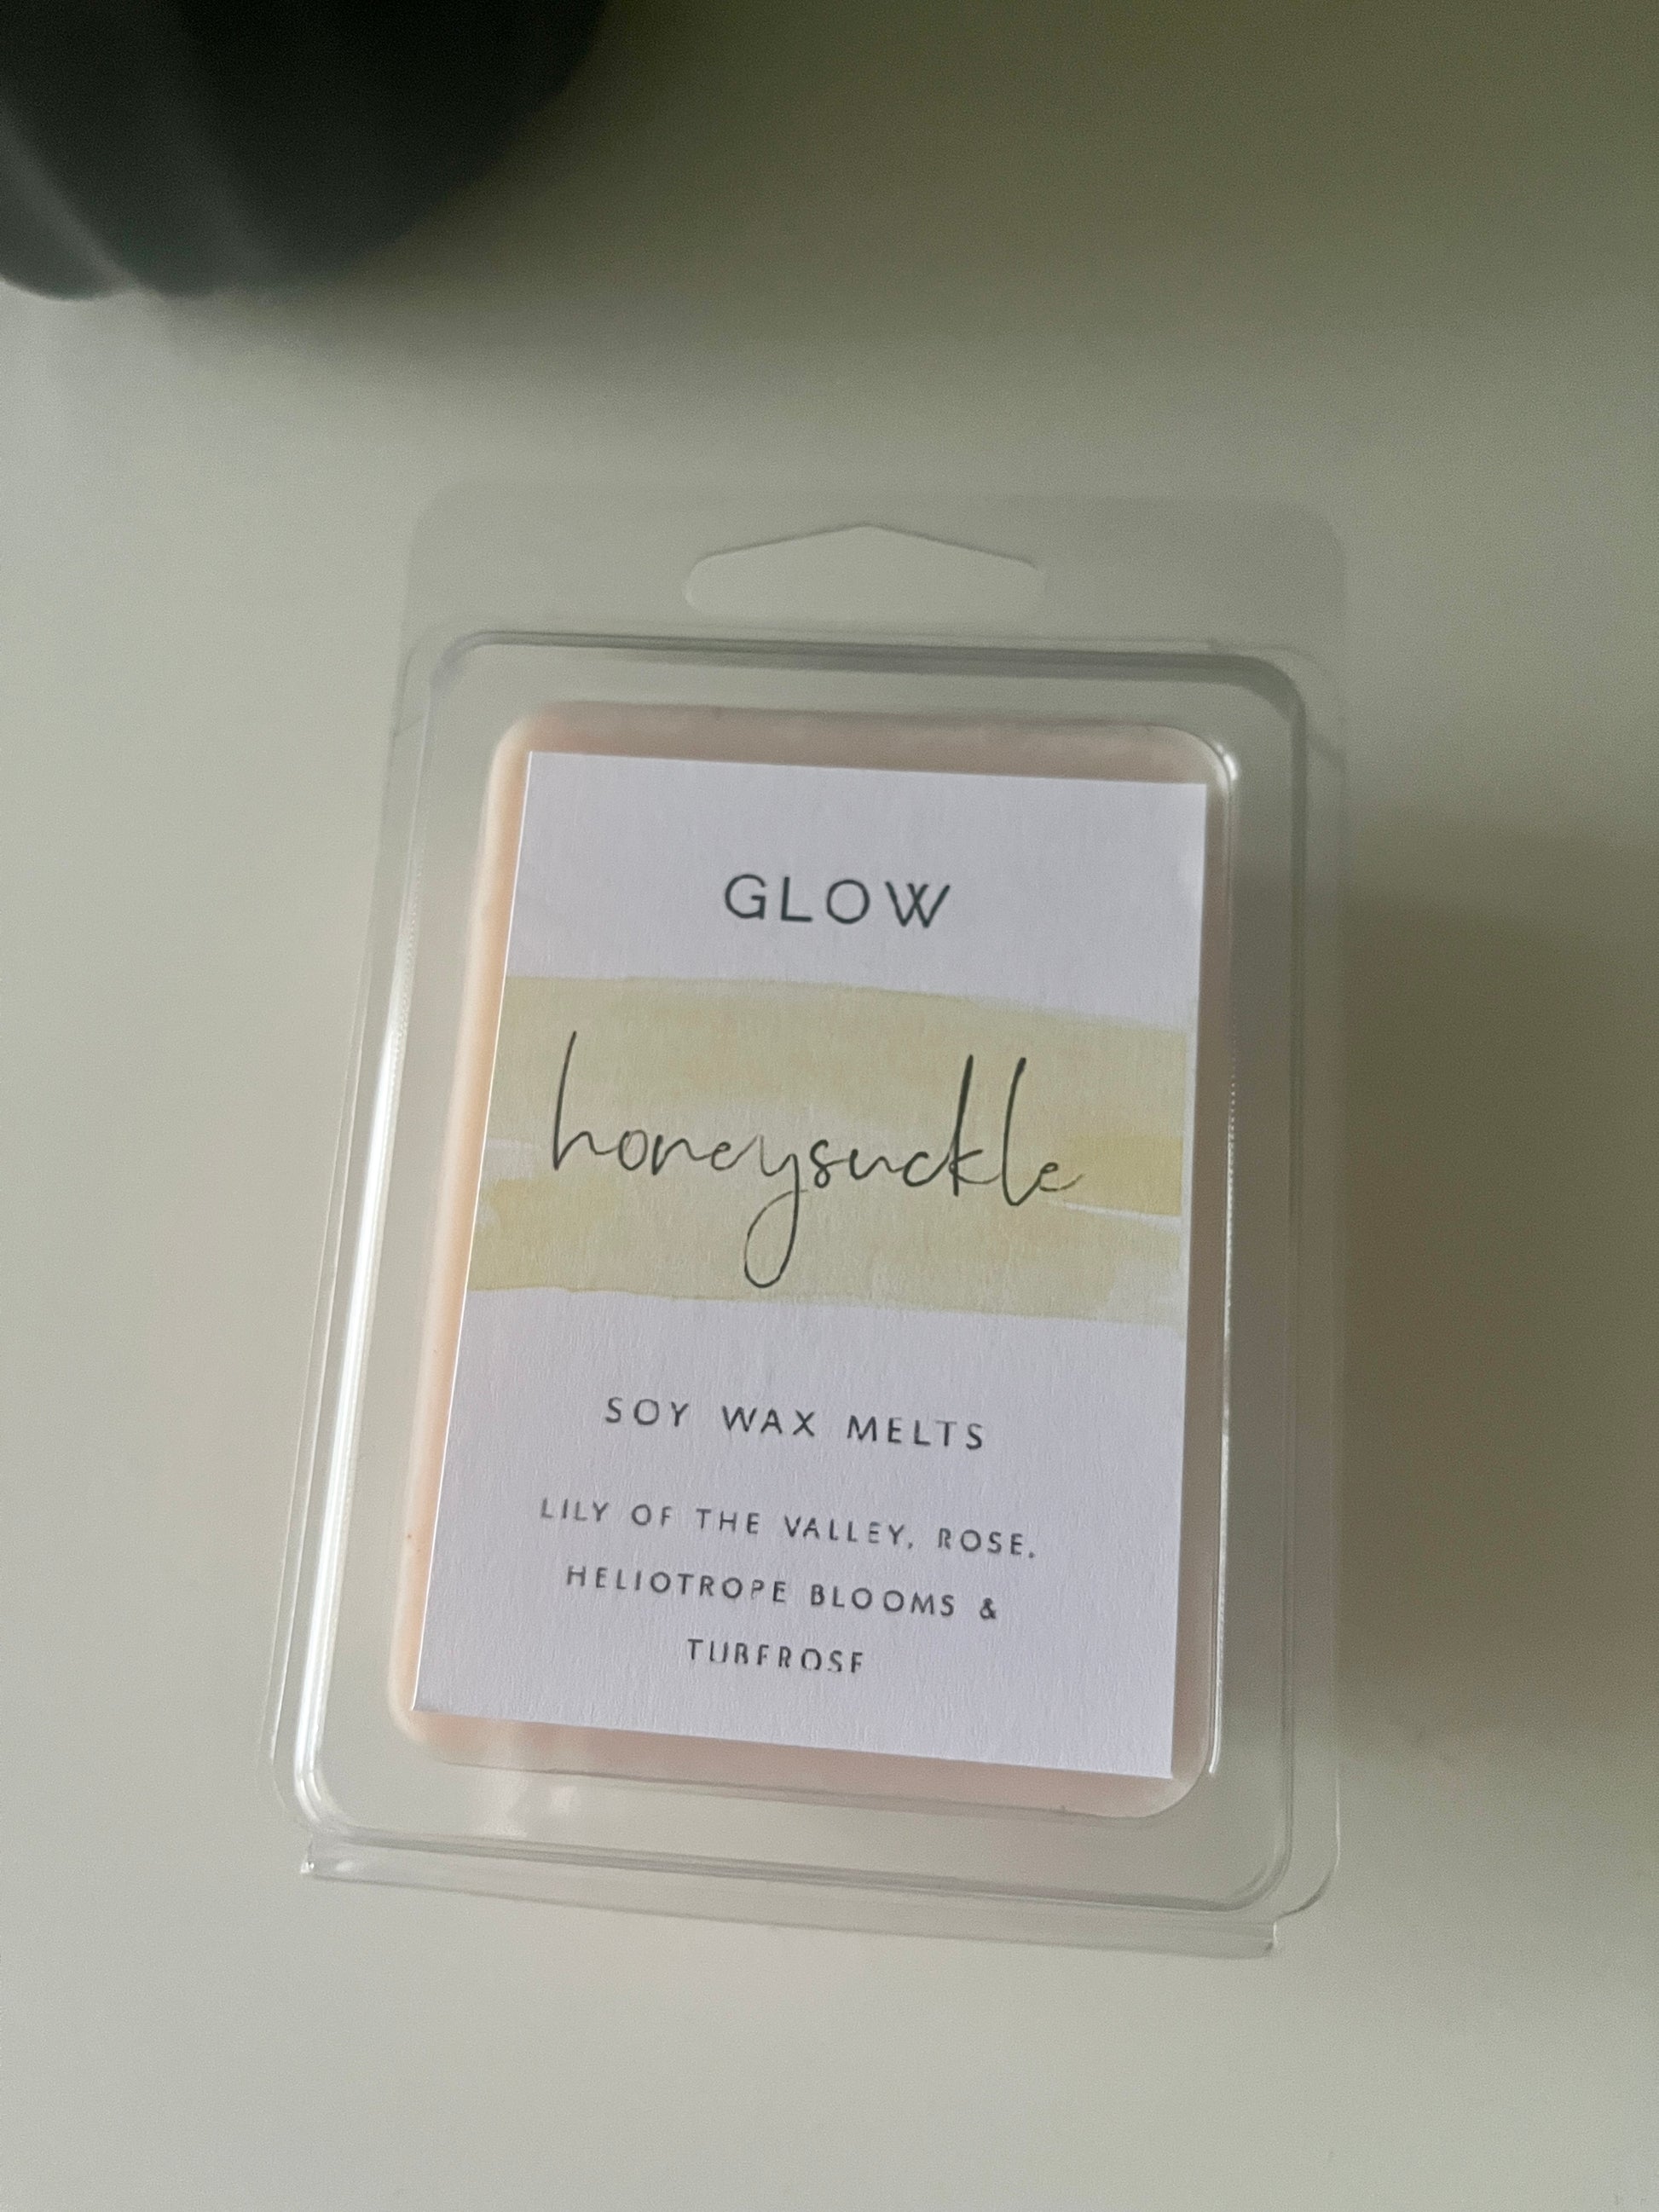 GLOW
honeysuckle
SOY WAX MELTS
LILY OF THE VALLEY, ROSE,
HELIOTROPE BLOOMS &
TUBEROSE